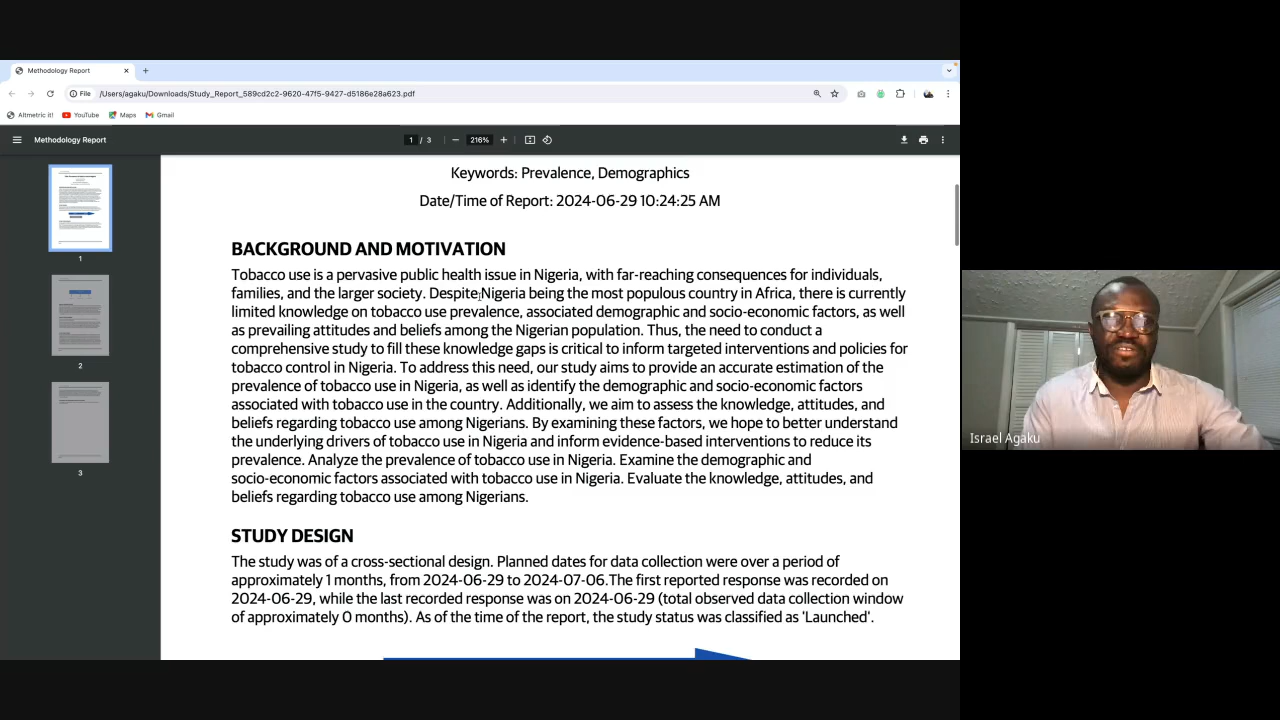 Methodology Report
File
/Users/agaku/Downloads/Study_Report_589cd2c2-9620-47f5-9427-d5186e28a623.pdf
Altmetric it!
YouTube
Maps
Gmail
Methodology Report
1 / 3
216%
1
2
3
Keywords: Prevalence, Demographics
Date/Time of Report: 2024-06-29 10:24:25 AM
BACKGROUND AND MOTIVATION
Tobacco use is a pervasive public health issue in Nigeria, with far-reaching consequences for individuals,
families, and the larger society. Despite Nigeria being the most populous country in Africa, there is currently
limited knowledge on tobacco use prevalence, associated demographic and socio-economic factors, as well
as prevailing attitudes and beliefs among the Nigerian population. Thus, the need to conduct a
comprehensive study to fill these knowledge gaps is critical to inform targeted interventions and policies for
tobacco control in Nigeria. To address this need, our study aims to provide an accurate estimation of the
prevalence of tobacco use in Nigeria, as well as identify the demographic and socio-economic factors
associated with tobacco use in the country. Additionally, we aim to assess the knowledge, attitudes, and
beliefs regarding tobacco use among Nigerians. By examining these factors, we hope to better understand
the underlying drivers of tobacco use in Nigeria and inform evidence-based interventions to reduce its
prevalence. Analyze the prevalence of tobacco use in Nigeria. Examine the demographic and
socio-economic factors associated with tobacco use in Nigeria. Evaluate the knowledge, attitudes, and
beliefs regarding tobacco use among Nigerians.
STUDY DESIGN
The study was of a cross-sectional design. Planned dates for data collection were over a period of
approximately 1 months, from 2024-06-29 to 2024-07-06.The first reported response was recorded on
2024-06-29, while the last recorded response was on 2024-06-29 (total observed data collection window
of approximately 0 months). As of the time of the report, the study status was classified as 'Launched'.
Israel Agaku